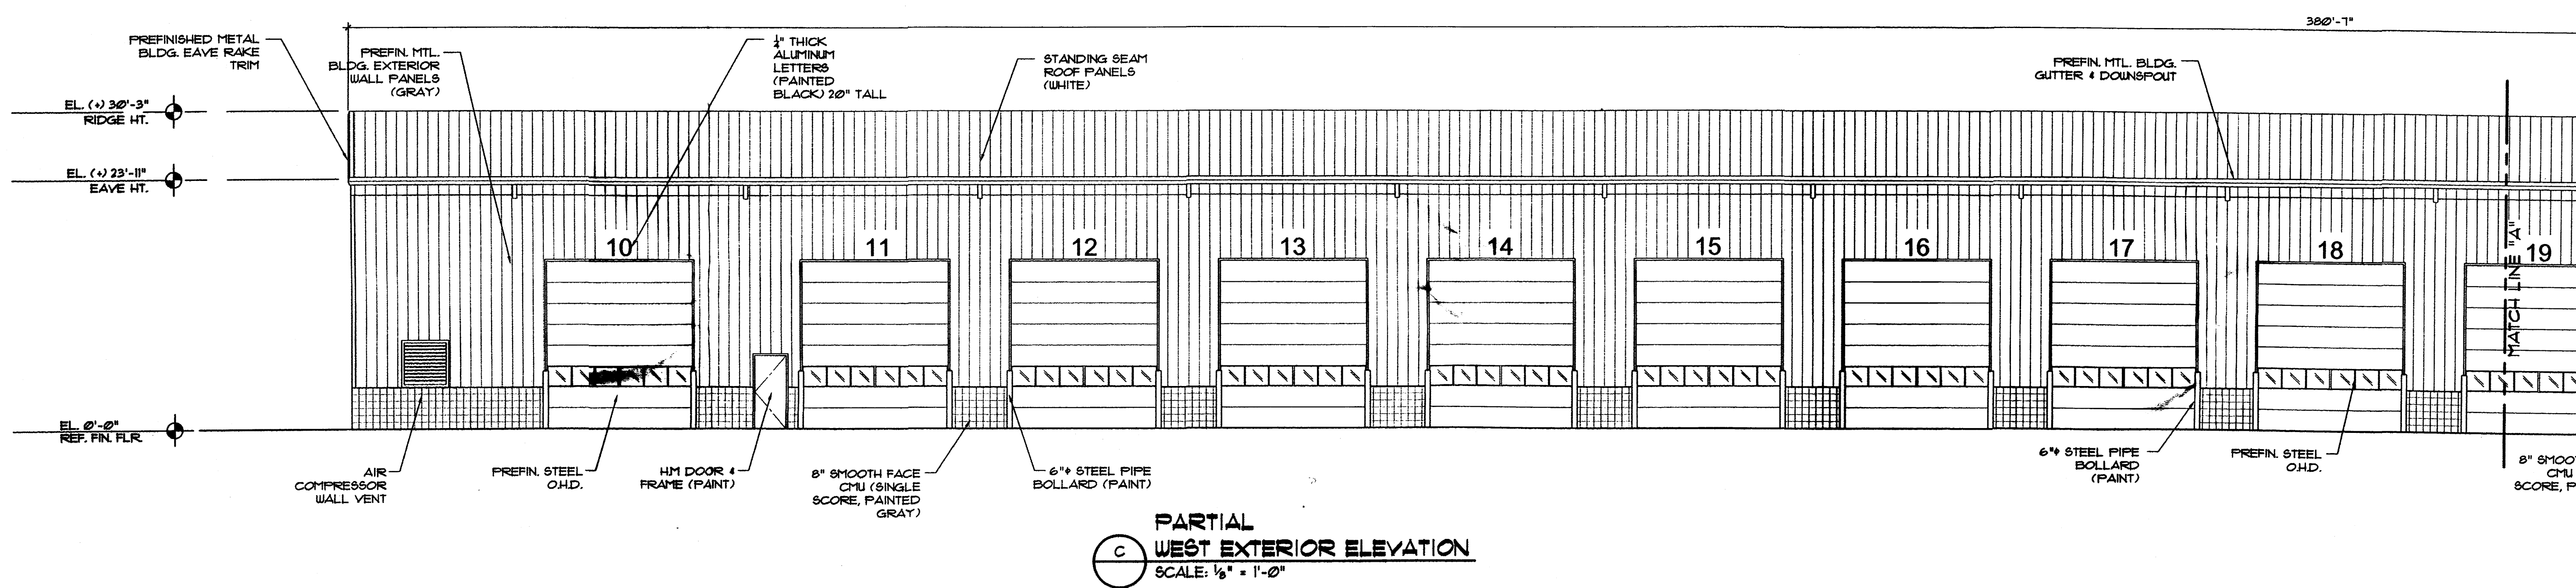 380'-7"
PREFINISHED METAL
BLDG. EAVE RAKE
TRIM
PREFIN. MTL.
BLDG. EXTERIOR
WALL PANELS
(GRAY)
1/4" THICK
ALUMINUM
LETTERS
(PAINTED
BLACK) 20" TALL
STANDING SEAM
ROOF PANELS
(WHITE)
PREFIN. MTL. BLDG.
GUTTER & DOWNSPOUT
EL. (+) 30'-3"
RIDGE HT.
EL. (+) 23'-11"
EAVE HT.
10
11
12
13
14
15
16
17
18
19
MATCH LINE "A"
EL. 0'-0"
REF. FIN. FLR.
AIR
COMPRESSOR
WALL VENT
PREFIN. STEEL
O.H.D.
H.M DOOR &
FRAME (PAINT)
8" SMOOTH FACE
CMU (SINGLE
SCORE, PAINTED
GRAY)
6"ϕ STEEL PIPE
BOLLARD (PAINT)
6"ϕ STEEL PIPE
BOLLARD
(PAINT)
PREFIN. STEEL
O.H.D.
8" SMOO
CMU
SCORE, P
C
PARTIAL
WEST EXTERIOR ELEVATION
SCALE: 1/8" = 1'-0"